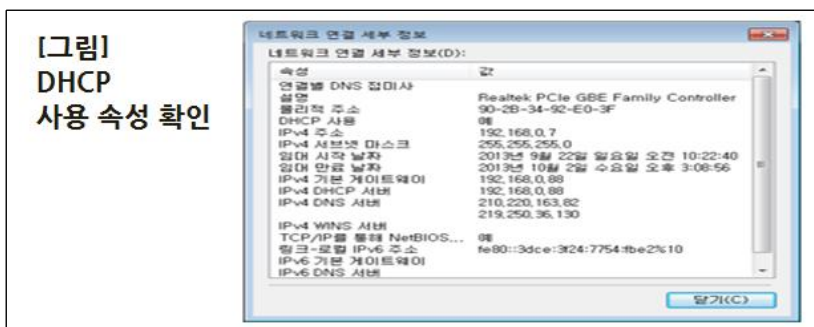 [그림]
DHCP
사용 속성 확인
네트워크 연결 세부 정보
네트워크 연결 세부 정보(D):
속성 값
연결별 DNS 접미사
설명 Realtek PCIe GBE Family Controller
물리적 주소 90-2B-34-92-E0-3F
DHCP 사용 예
IPv4 주소 192,168,0,7
IPv4 서브넷 마스크 255,255,255,0
임대 시작 날짜 2013년 9월 22일 일요일 오전 10:22:40
임대 만료 날짜 2013년 10월 2일 수요일 오후 3:08:56
IPv4 기본 게이트웨이 192,168,0,88
IPv4 DHCP 서버 192,168,0,88
IPv4 DNS 서버 210,220,163,82
219,250,36,130
IPv4 WINS 서버
TCP/IP를 통해 NetBIOS... 예
링크-로컬 IPv6 주소 fe80::3dce:3f24:7754:fbe2%10
IPv6 기본 게이트웨이
IPv6 DNS 서버
닫기(C)